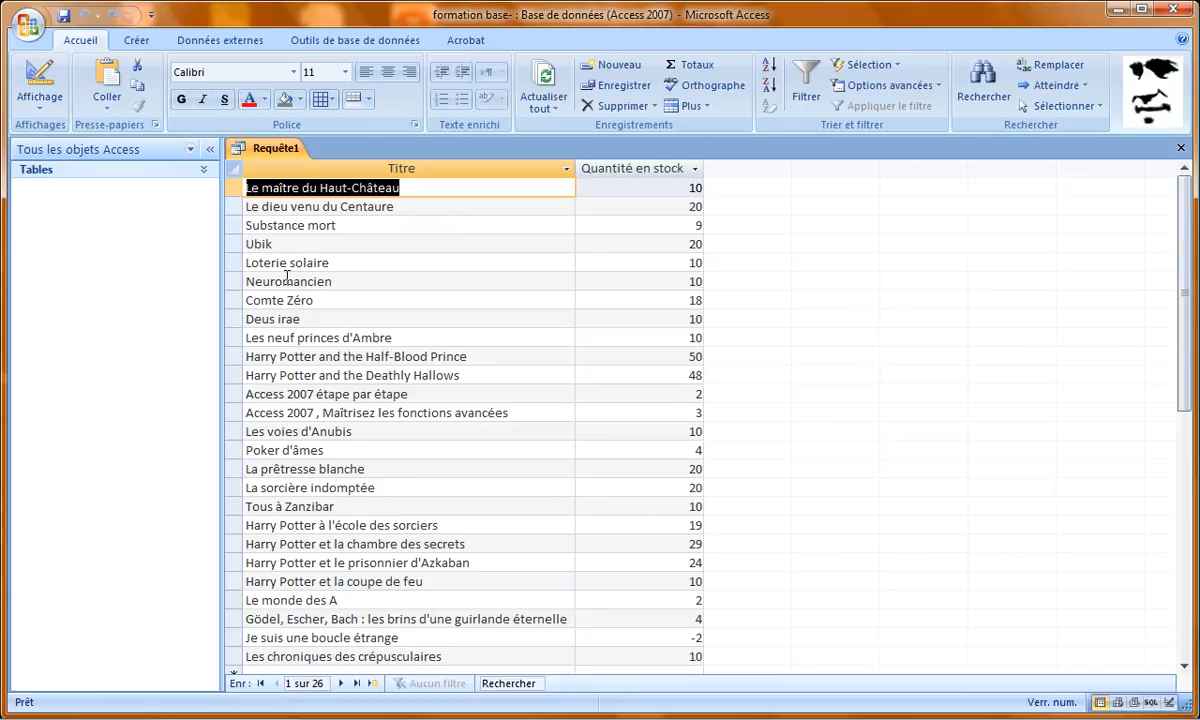 formation base- : Base de données (Access 2007) - Microsoft Access
Accueil Créer Données externes Outils de base de données Acrobat
Affichage
Affichages
Coller
Presse-papiers
Calibri 11
G I S A
Police
Texte enrichi
Actualiser tout
Nouveau
Enregistrer
Supprimer
Σ Totaux
Orthographe
Plus
Enregistrements
Filtrer
Sélection
Options avancées
Appliquer le filtre
Trier et filtrer
Rechercher
Remplacer
Atteindre
Sélectionner
Rechercher
Tous les objets Access
Tables
Requête1
Titre Quantité en stock
Le maître du Haut-Château 10
Le dieu venu du Centaure 20
Substance mort 9
Ubik 20
Loterie solaire 10
Neuromancien 10
Comte Zéro 18
Deus irae 10
Les neuf princes d'Ambre 10
Harry Potter and the Half-Blood Prince 50
Harry Potter and the Deathly Hallows 48
Access 2007 étape par étape 2
Access 2007 , Maîtrisez les fonctions avancées 3
Les voies d'Anubis 10
Poker d'âmes 4
La prêtresse blanche 20
La sorcière indomptée 20
Tous à Zanzibar 10
Harry Potter à l'école des sorciers 19
Harry Potter et la chambre des secrets 29
Harry Potter et le prisonnier d'Azkaban 24
Harry Potter et la coupe de feu 10
Le monde des A 2
Gödel, Escher, Bach : les brins d'une guirlande éternelle 4
Je suis une boucle étrange -2
Les chroniques des crépusculaires 10
Enr : 1 sur 26 Aucun filtre Rechercher
Prêt Verr. num. SQL